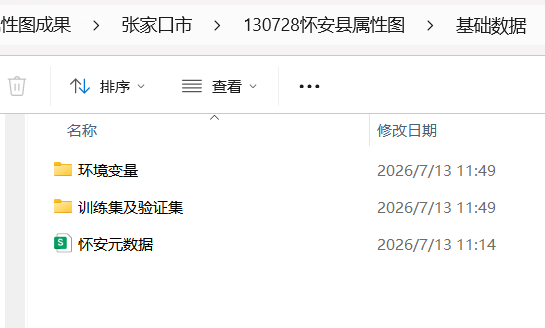 性图成果 > 张家口市 > 130728怀安县属性图 > 基础数据
排序 查看 •••
名称 修改日期
环境变量 2026/7/13 11:49
训练集及验证集 2026/7/13 11:49
S 怀安元数据 2026/7/13 11:14